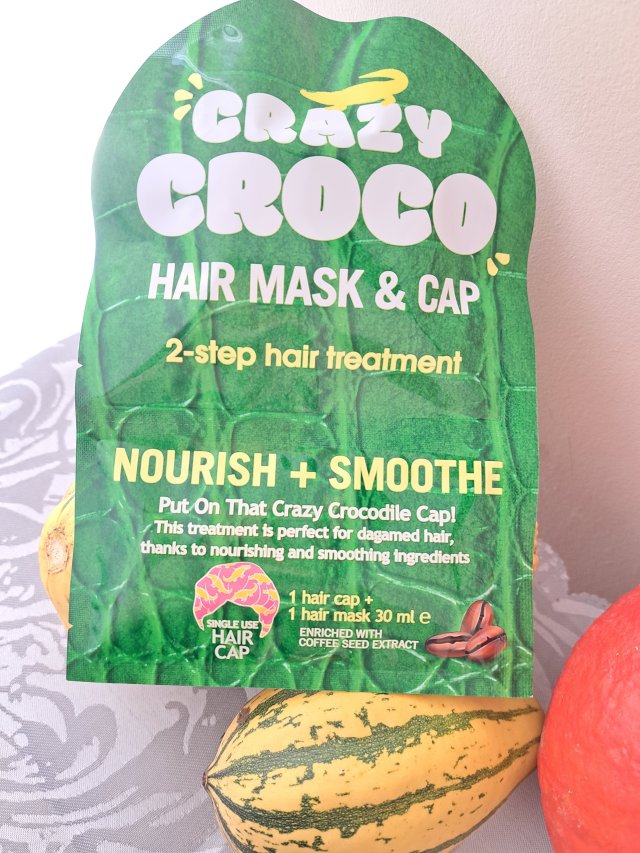 CRAZY
CROCO
HAIR MASK & CAP
2-step hair treatment
NOURISH + SMOOTHE
Put On That Crazy Crocodile Cap!
This treatment is perfect for dagamed hair,
thanks to nourishing and smoothing ingredients
SINGLE USE
HAIR
CAP
1 hair cap +
1 hair mask 30 ml ℮
ENRICHED WITH
COFFEE SEED EXTRACT